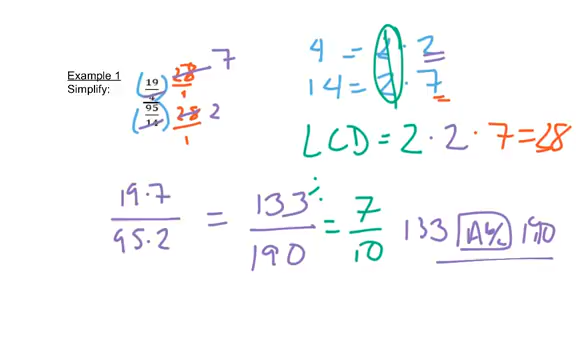 Example 1
Simplify:
(19/4) 28/1 7
(95/14) 28/1 2
4 = 2 · 2
14 = 2 · 7
LCD = 2 · 2 · 7 = 28
19·7/95·2 = 133/190 ÷ = 7/10
133 A b/c 190